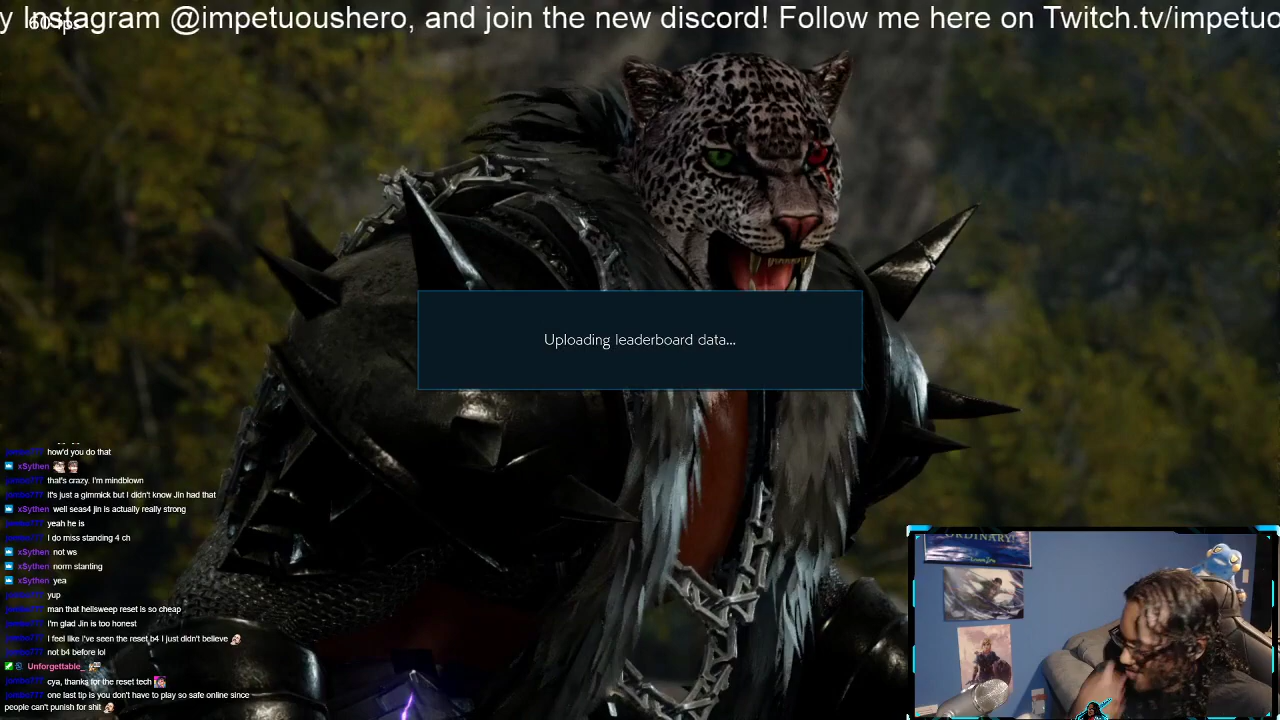 y Instagram @impetuoushero, and join the new discord! Follow me here on Twitch.tv/impetuo
60 fps
Uploading leaderboard data...
how'd you do that
xSythen
that's crazy. I'm mindblown
it's just a gimmick but I didn't know Jin had that
xSythen well seas4 jin is actually really strong
yeah he is
I do miss standing 4 ch
xSythen not ws
xSythen norm stanting
xSythen yea
yup
man that hellsweep reset is so cheap
I'm glad Jin is too honest
I feel like i've seen the reset b4 I just didn't believe
not b4 before lol
Unforgettable_
cya, thanks for the reset tech
one last tip is you don't have to play so safe online since
people can't punish for shit
ORDINARY